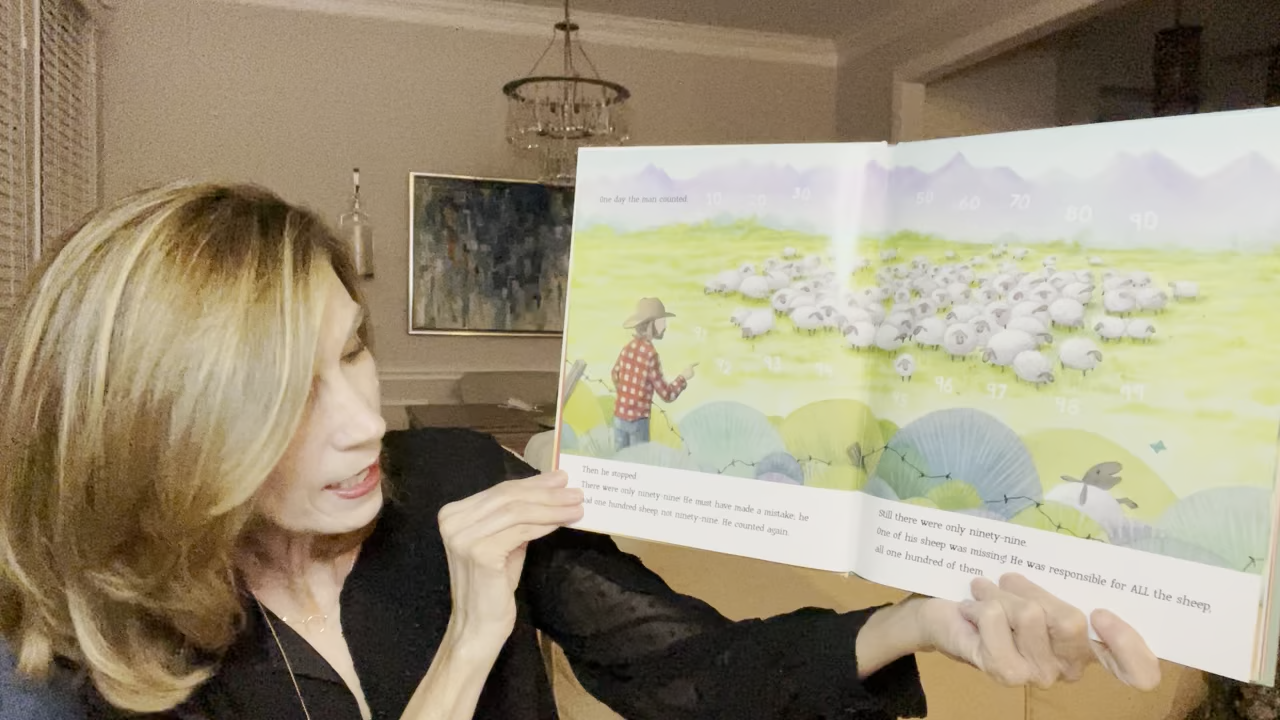 One day the man counted 10 20 30
50 60 70 80 90
91
92 93 94
95 96 97 98 99
Then he stopped.
There were only ninety-nine. He must have made a mistake; he
had one hundred sheep, not ninety-nine. He counted again.
Still there were only ninety-nine.
One of his sheep was missing! He was responsible for ALL the sheep,
all one hundred of them